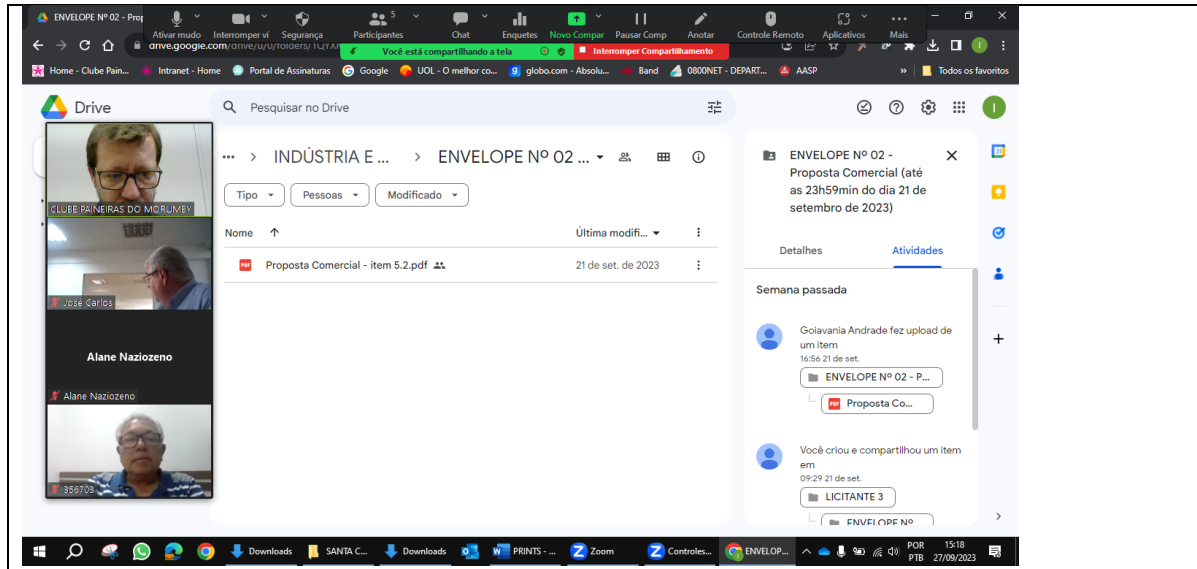 ENVELOPE Nº 02 - Prop
Ativar mudo
Interromper ví
Segurança
5
Participantes
Chat
Enquetes
Novo Compar
Pausar Comp
Anotar
Controle Remoto
Aplicativos
Mais
drive.google.com/drive/u/0/folders/
Você está compartilhando a tela
Interromper Compartilhamento
Home - Clube Pain...
Intranet - Home
Portal de Assinaturas
Google
UOL - O melhor co...
globo.com - Absolu...
Band
0800NET - DEPART...
AASP
»
Todos os favoritos
Drive
Pesquisar no Drive
I
... > INDÚSTRIA E ... > ENVELOPE Nº 02 ...
Tipo
Pessoas
Modificado
Nome
Última modifi...
PDF Proposta Comercial - item 5.2.pdf
21 de set. de 2023
CLUBE PAINEIRAS DO MORUMBY
José Carlos
Alane Naziozeno
Alane Naziozeno
356703
ENVELOPE Nº 02 -
Proposta Comercial (até
as 23h59min do dia 21 de
setembro de 2023)
Detalhes
Atividades
Semana passada
Goiavania Andrade fez upload de
um item
16:56 21 de set.
ENVELOPE Nº 02 - P...
PDF Proposta Co...
Você criou e compartilhou um item
em
09:29 21 de set.
LICITANTE 3
ENVELOPE Nº
31
Downloads
SANTA C...
Downloads
PRINTS - ...
Zoom
Controles...
ENVELOP...
POR
PTB
15:18
27/09/2023